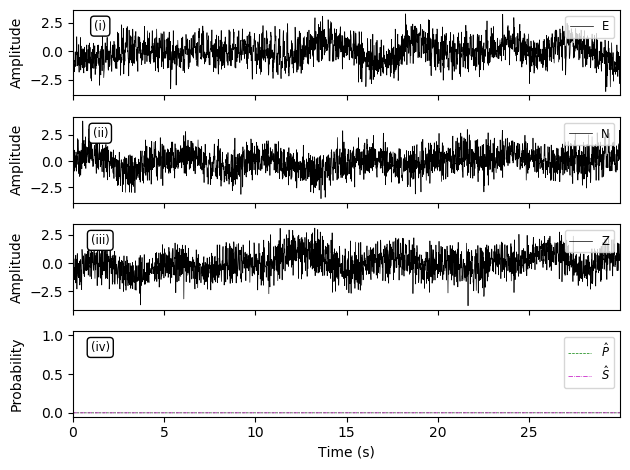 (i)
E
Amplitude
2.5
0.0
−2.5
(ii)
N
Amplitude
2.5
0.0
−2.5
(iii)
Z
Amplitude
2.5
0.0
−2.5
(iv)
P̂
Ŝ
Probability
1.0
0.5
0.0
0 5 10 15 20 25
Time (s)